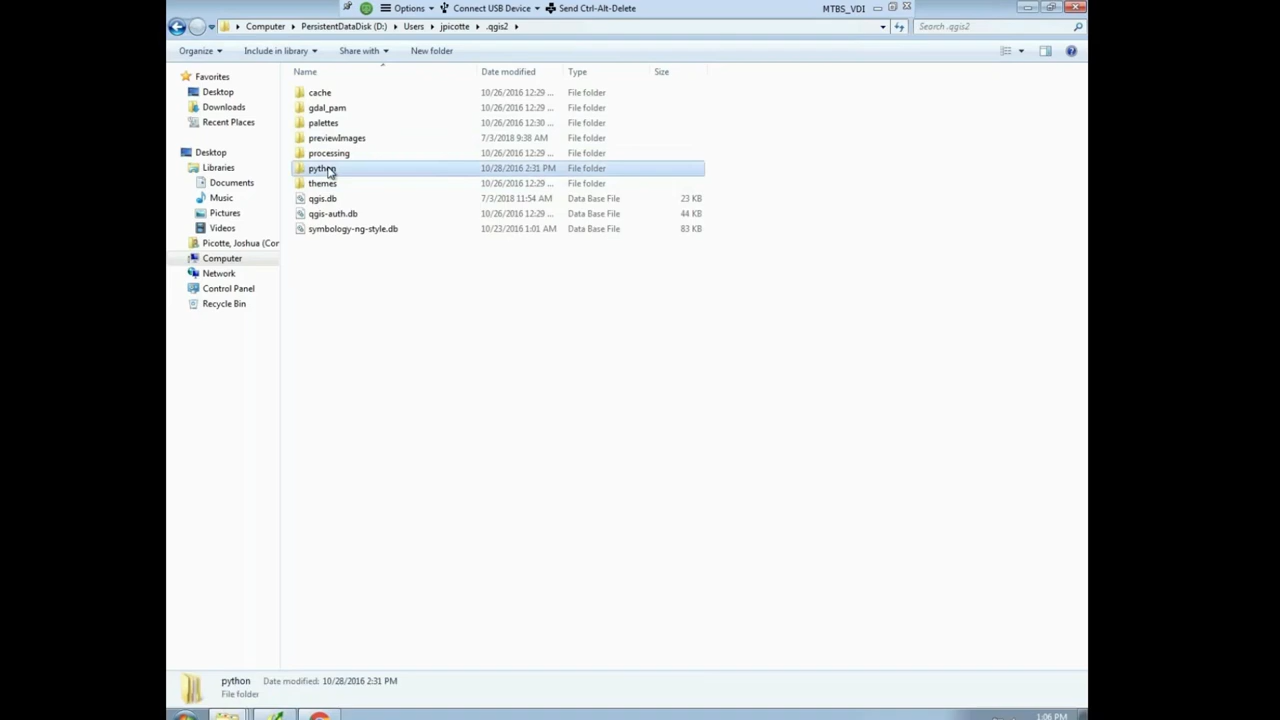 Options Connect USB Device Send Ctrl-Alt-Delete MTBS_VDI
Computer PersistentDataDisk (D:) Users jpicotte .qgis2 Search .qgis2
Organize Include in library Share with New folder
Name Date modified Type Size
Favorites
Desktop
Downloads
Recent Places
Desktop
Libraries
Documents
Music
Pictures
Videos
Picotte, Joshua (Cor
Computer
Network
Control Panel
Recycle Bin
cache 10/26/2016 12:29 ... File folder
gdal_pam 10/26/2016 12:29 ... File folder
palettes 10/26/2016 12:30 ... File folder
previewImages 7/3/2018 9:38 AM File folder
processing 10/26/2016 12:29 ... File folder
python 10/28/2016 2:31 PM File folder
themes 10/26/2016 12:29 ... File folder
qgis.db 7/3/2018 11:54 AM Data Base File 23 KB
qgis-auth.db 10/26/2016 12:29 ... Data Base File 44 KB
symbology-ng-style.db 10/23/2016 1:01 AM Data Base File 83 KB
python Date modified: 10/28/2016 2:31 PM
File folder
1:06 PM